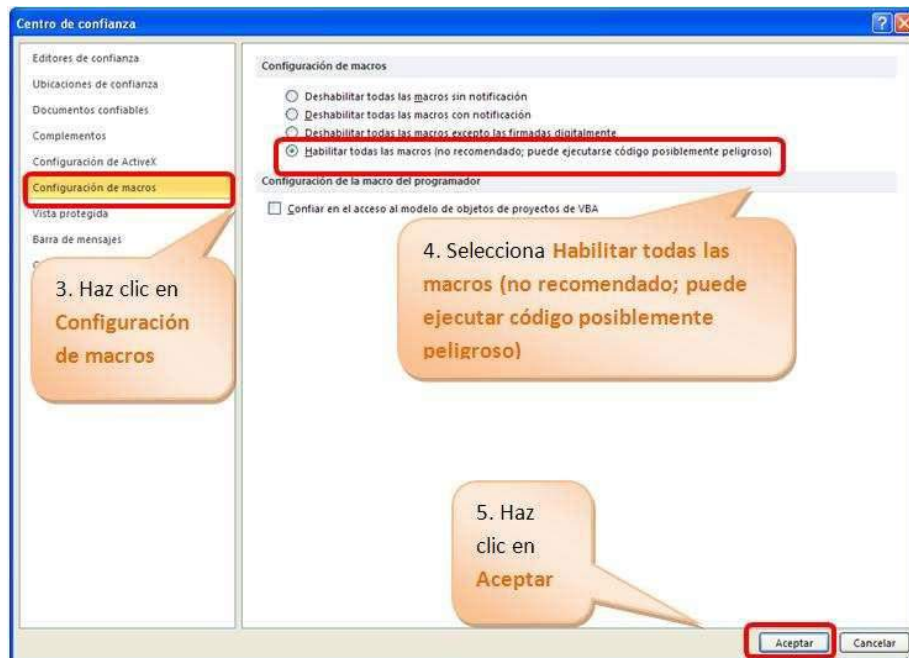 Centro de confianza
Editores de confianza
Ubicaciones de confianza
Documentos confiables
Complementos
Configuración de ActiveX
Configuración de macros
Vista protegida
Barra de mensajes
Configuración de macros
Deshabilitar todas las macros sin notificación
Deshabilitar todas las macros con notificación
Deshabilitar todas las macros excepto las firmadas digitalmente
Habilitar todas las macros (no recomendado; puede ejecutarse código posiblemente peligroso)
Configuración de la macro del programador
Confiar en el acceso al modelo de objetos de proyectos de VBA
3. Haz clic en
Configuración
de macros
4. Selecciona Habilitar todas las
macros (no recomendado; puede
ejecutar código posiblemente
peligroso)
5. Haz
clic en
Aceptar
Aceptar
Cancelar